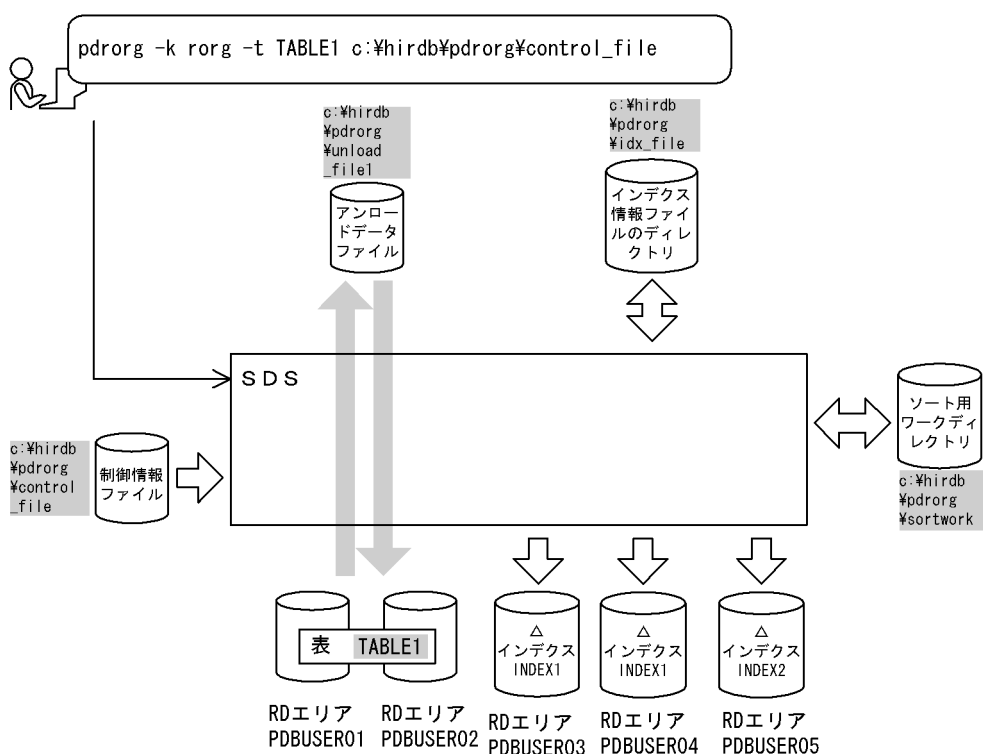 pdrorg -k rorg -t TABLE1 c:¥hirdb¥pdrorg¥control_file
c:¥hirdb
¥pdrorg
¥unload
_file1
アンロー
ドデータ
ファイル
c:¥hirdb
¥pdrorg
¥idx_file
インデクス
情報ファイ
ルのディレ
クトリ
ＳＤＳ
ソート用
ワークディ
レクトリ
c:¥hirdb
¥pdrorg
¥sortwork
c:¥hirdb
¥pdrorg
¥control
_file
制御情報
ファイル
表 TABLE1
RDエリア
PDBUSER01
RDエリア
PDBUSER02
△
インデクス
INDEX1
RDエリア
PDBUSER03
△
インデクス
INDEX1
RDエリア
PDBUSER04
△
インデクス
INDEX2
RDエリア
PDBUSER05